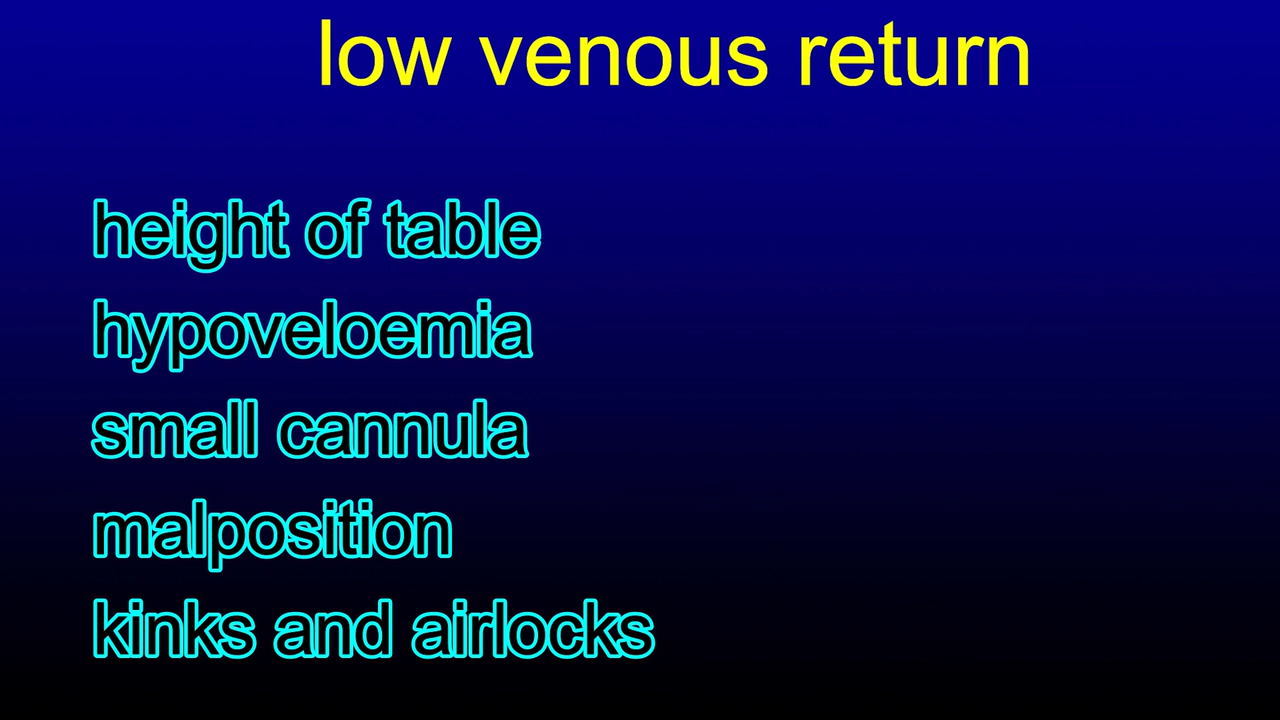 low venous return
height of table
hypoveloemia
small cannula
malposition
kinks and airlocks